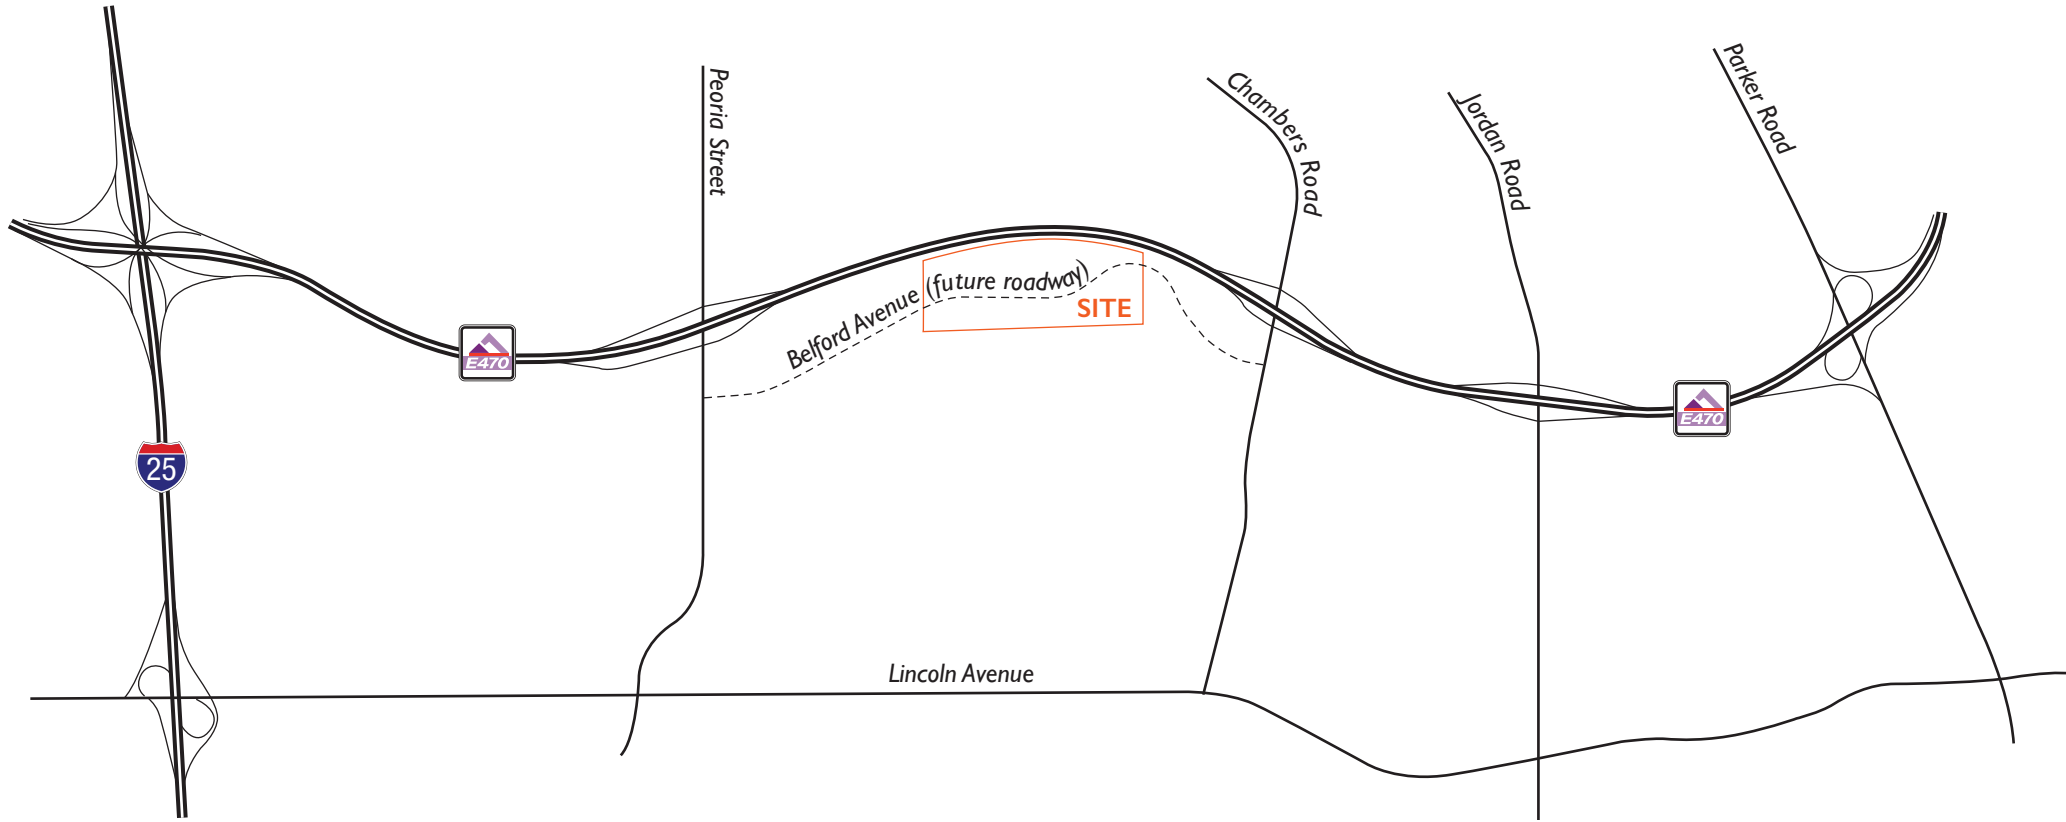 Peoria Street
Chambers Road
Jordan Road
Parker Road
Belford Avenue (future roadway)
SITE
E470
E470
25
Lincoln Avenue